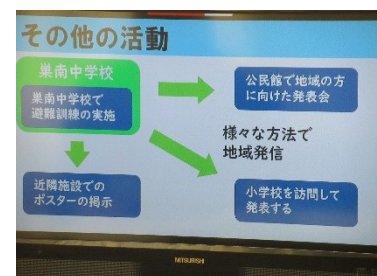 その他の活動
巣南中学校
巣南中学校で
避難訓練の実施
公民館で地域の方
に向けた発表会
様々な方法で
地域発信
近隣施設での
ポスターの掲示
小学校を訪問して
発表する
MITSUBISHI